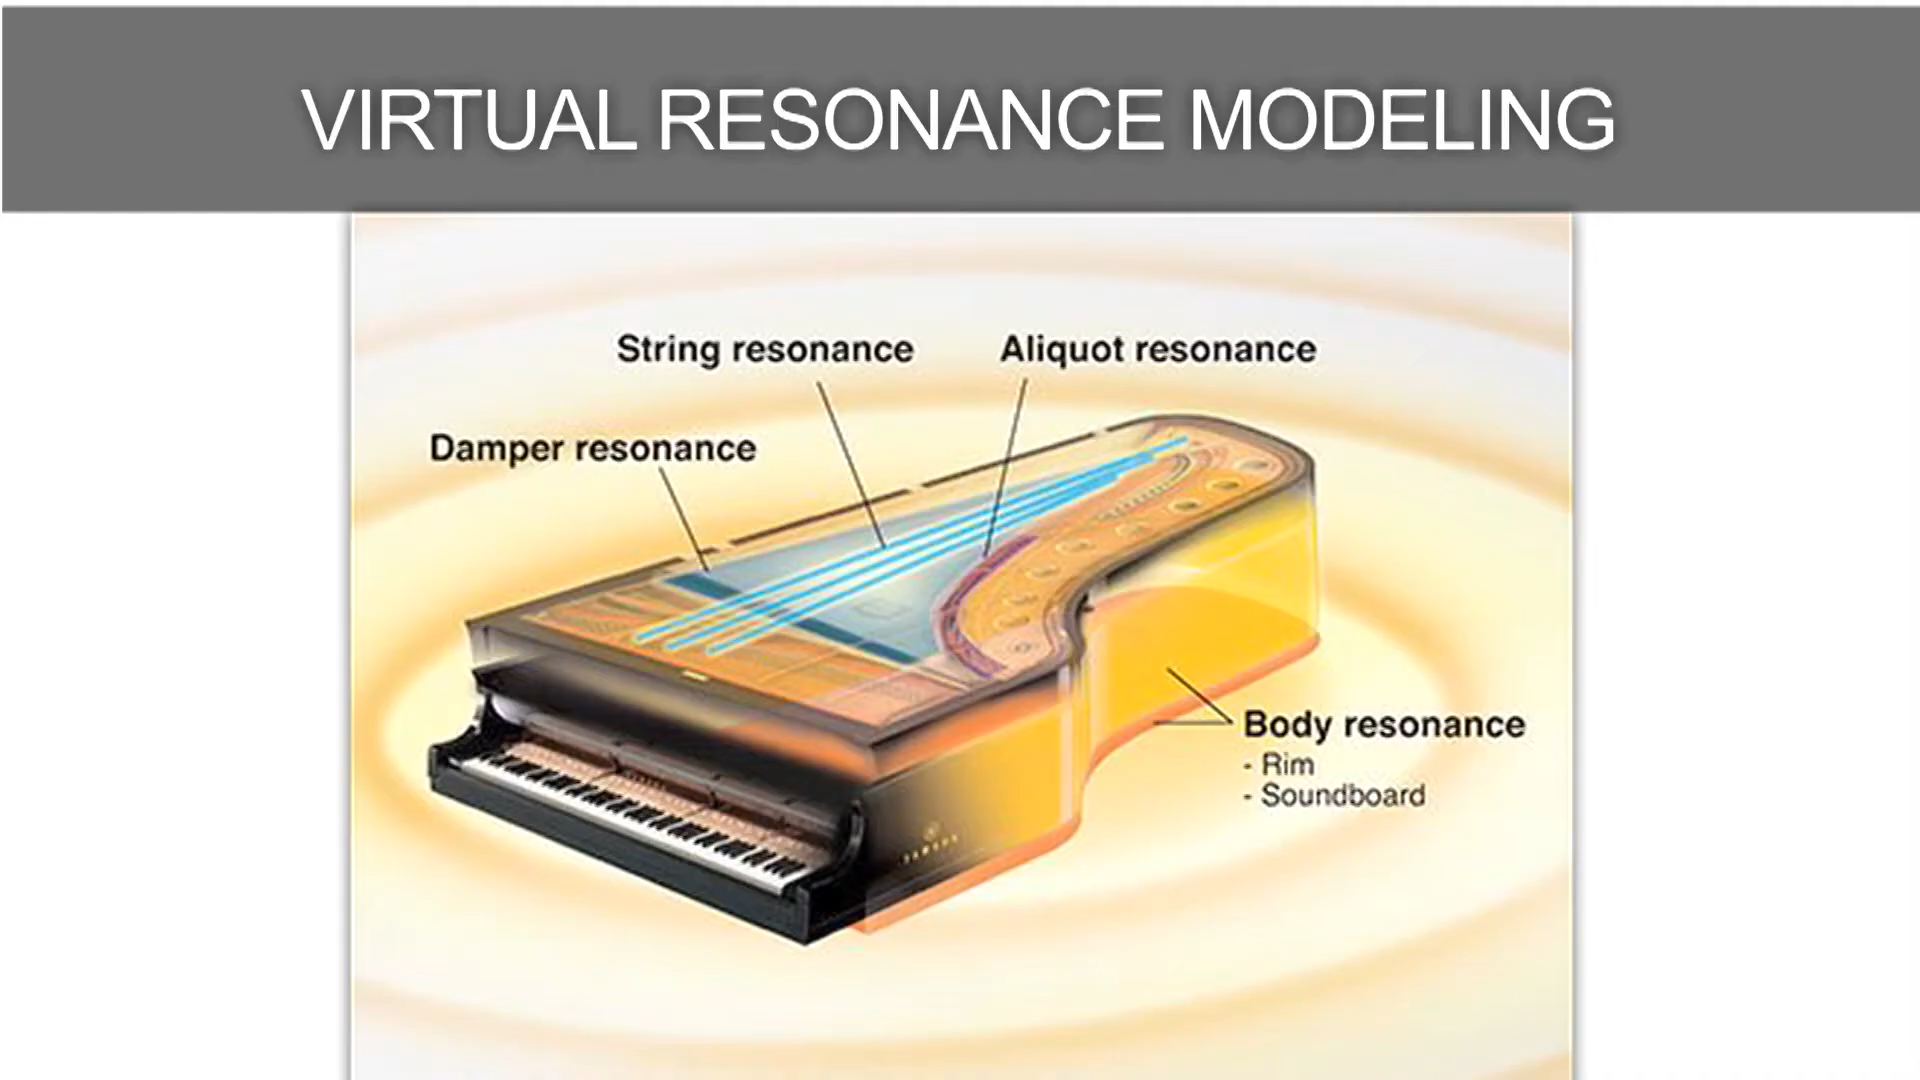 VIRTUAL RESONANCE MODELING
String resonance
Aliquot resonance
Damper resonance
Body resonance
- Rim
- Soundboard